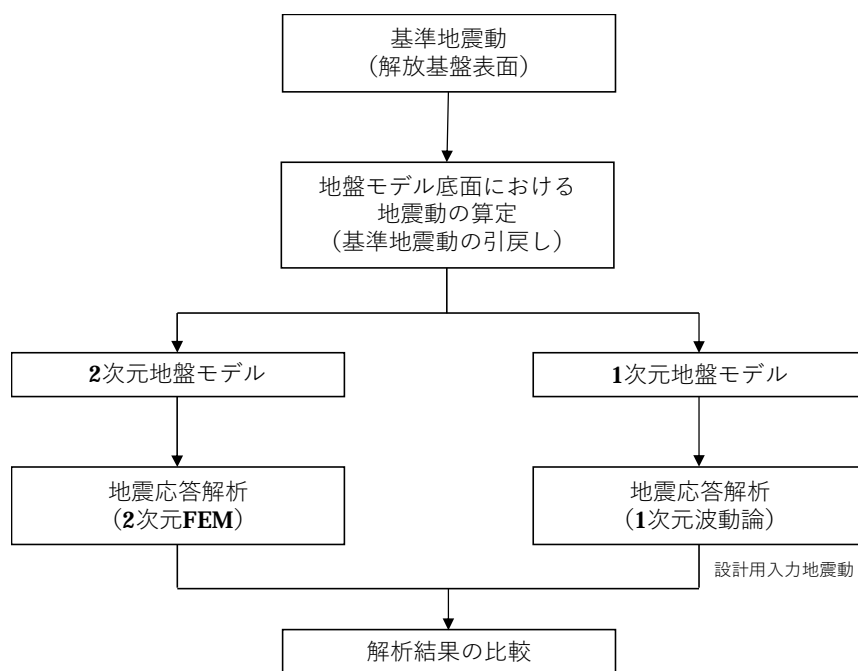 基準地震動
（解放基盤表面）
地盤モデル底面における
地震動の算定
（基準地震動の引戻し）
2次元地盤モデル
1次元地盤モデル
地震応答解析
（2次元FEM）
地震応答解析
（1次元波動論）
設計用入力地震動
解析結果の比較